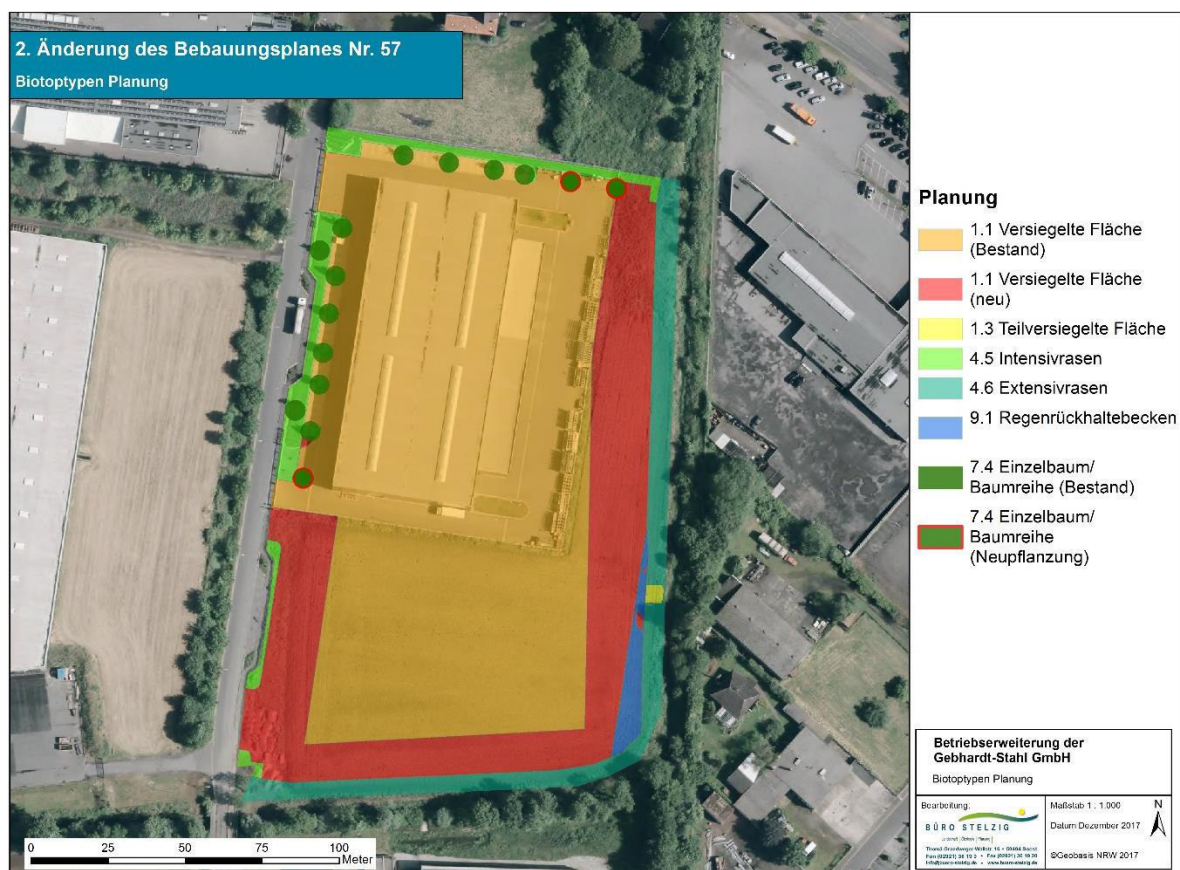 2. Änderung des Bebauungsplanes Nr. 57
Biotoptypen Planung
Planung
1.1 Versiegelte Fläche
(Bestand)
1.1 Versiegelte Fläche
(neu)
1.3 Teilversiegelte Fläche
4.5 Intensivrasen
4.6 Extensivrasen
9.1 Regenrückhaltebecken
7.4 Einzelbaum/
Baumreihe (Bestand)
7.4 Einzelbaum/
Baumreihe
(Neupflanzung)
0 25 50 75 100
Meter
Betriebserweiterung der
Gebhardt-Stahl GmbH
Biotoptypen Planung
Bearbeitung:
BÜRO STELZIG
Maßstab 1 : 1.000
Datum Dezember 2017
N
©Geobasis NRW 2017